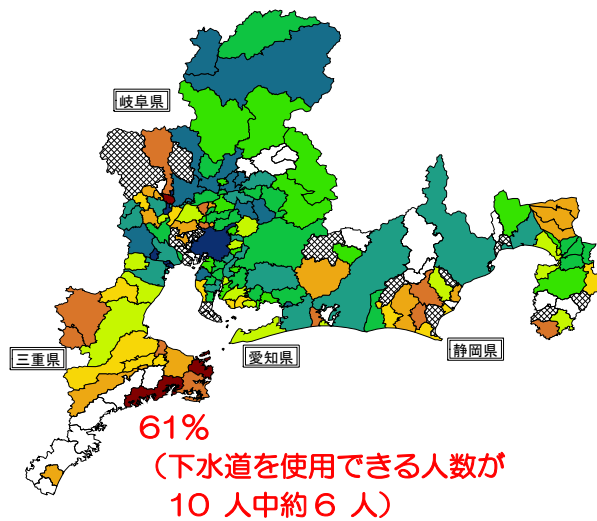 岐阜県
三重県
愛知県
静岡県
61%
（下水道を使用できる人数が
10 人中約6 人）